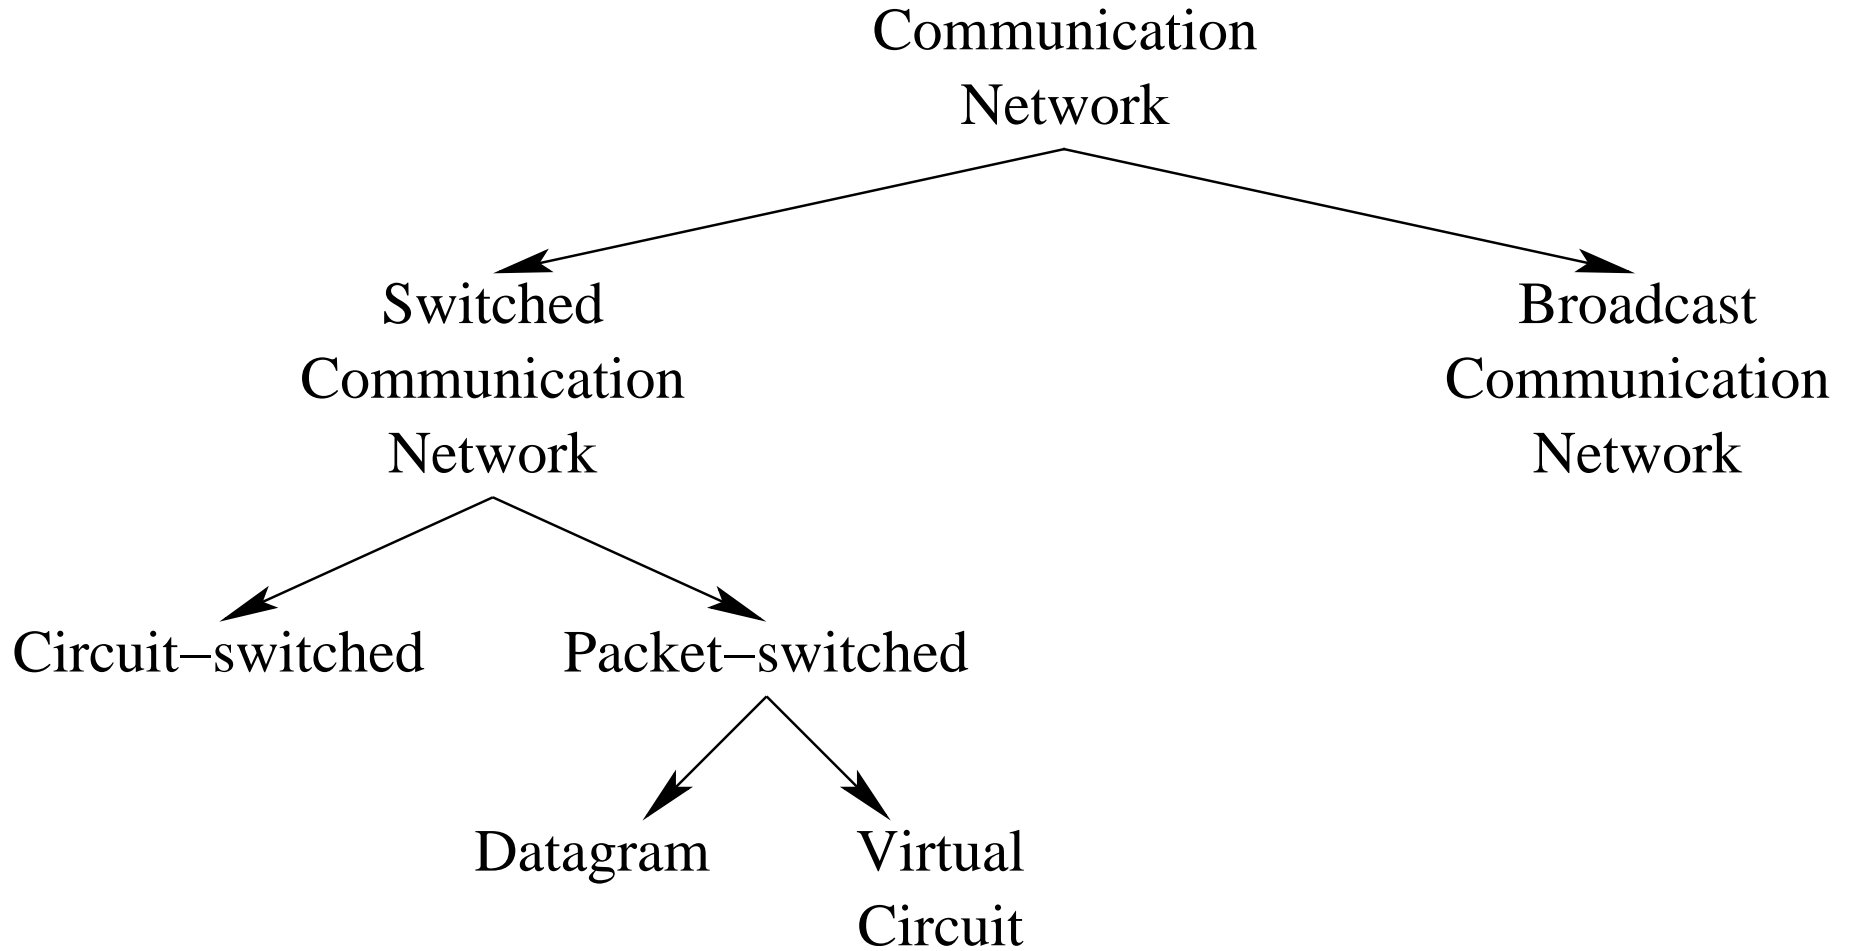 Communication
Network
Switched
Communication
Network
Broadcast
Communication
Network
Circuit–switched
Packet–switched
Datagram
Virtual
Circuit